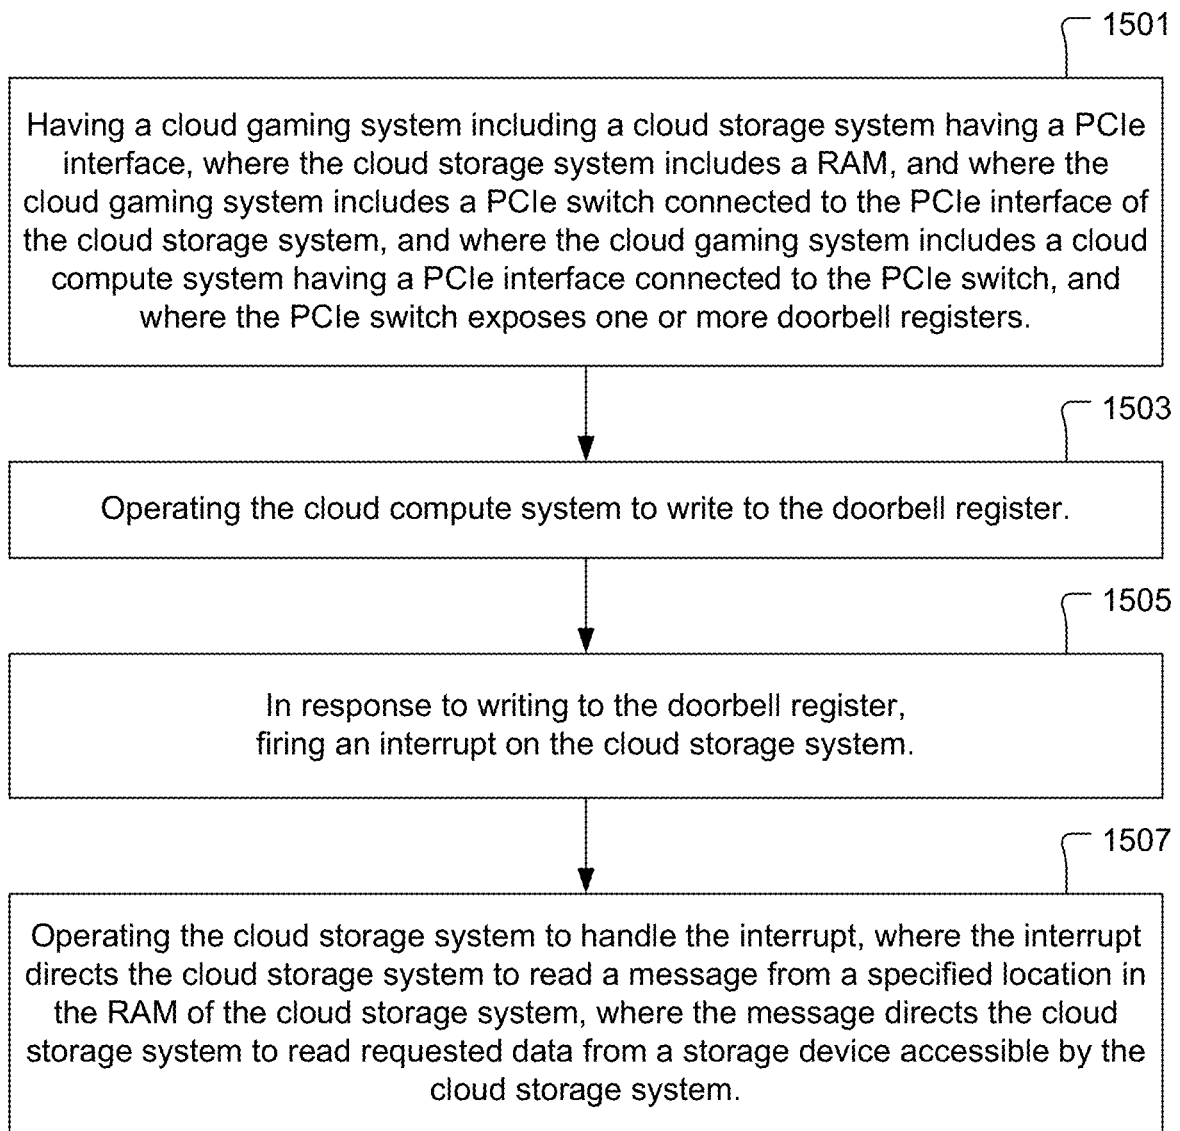 1501
Having a cloud gaming system including a cloud storage system having a PCIe
interface, where the cloud storage system includes a RAM, and where the
cloud gaming system includes a PCIe switch connected to the PCIe interface of
the cloud storage system, and where the cloud gaming system includes a cloud
compute system having a PCIe interface connected to the PCIe switch, and
where the PCIe switch exposes one or more doorbell registers.
1503
Operating the cloud compute system to write to the doorbell register.
1505
In response to writing to the doorbell register,
firing an interrupt on the cloud storage system.
1507
Operating the cloud storage system to handle the interrupt, where the interrupt
directs the cloud storage system to read a message from a specified location in
the RAM of the cloud storage system, where the message directs the cloud
storage system to read requested data from a storage device accessible by the
cloud storage system.